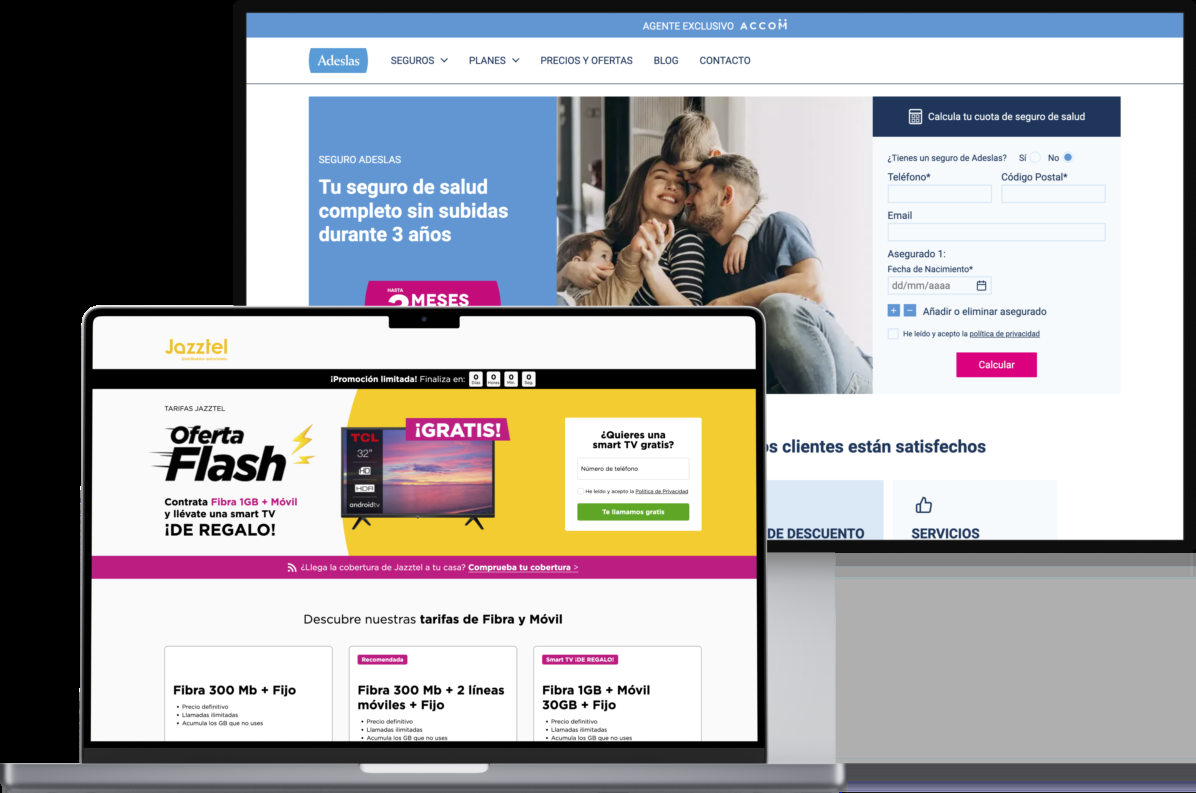 AGENTE EXCLUSIVO ACCOM
Adeslas
SEGUROS PLANES PRECIOS Y OFERTAS BLOG CONTACTO
SEGURO ADESLAS
Tu seguro de salud
completo sin subidas
durante 3 años
HASTA
MESES
Calcula tu cuota de seguro de salud
¿Tienes un seguro de Adeslas? Sí No
Teléfono* Código Postal*
Email
Asegurado 1:
Fecha de Nacimiento*
dd/mm/aaaa
+ − Añadir o eliminar asegurado
He leído y acepto la política de privacidad
Calcular
s clientes están satisfechos
DE DESCUENTO
SERVICIOS
Jazztel
Distribuidor autorizado
¡Promoción limitada! Finaliza en: 0 0 0 0
Días Horas Min Seg
TARIFAS JAZZTEL
Oferta
Flash
Contrata Fibra 1GB + Móvil
y llévate una smart TV
¡DE REGALO!
¡GRATIS!
TCL
32"
HD
HDR
androidtv
¿Quieres una
smart TV gratis?
Número de teléfono
He leído y acepto la Política de Privacidad
Te llamamos gratis
¿Llega la cobertura de Jazztel a tu casa? Comprueba tu cobertura >
Descubre nuestras tarifas de Fibra y Móvil
Fibra 300 Mb + Fijo
• Precio definitivo
• Llamadas ilimitadas
• Acumula los GB que no uses
Recomendada
Fibra 300 Mb + 2 líneas
móviles + Fijo
• Precio definitivo
• Llamadas ilimitadas
• Acumula los GB que no uses
Smart TV ¡DE REGALO!
Fibra 1GB + Móvil
30GB + Fijo
• Precio definitivo
• Llamadas ilimitadas
• Acumula los GB que no uses